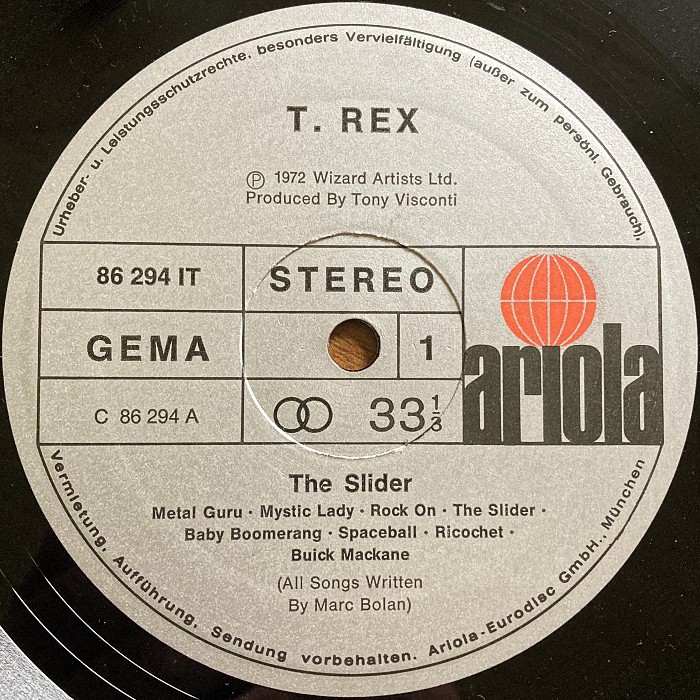 Urheber- u. Leistungsschutzrechte, besonders Vervielfältigung (außer zum persönl. Gebrauch),
T. REX
Ⓟ 1972 Wizard Artists Ltd.
Produced By Tony Visconti
86 294 IT
STEREO
GEMA
1
ariola
C 86 294 A
33 1/3
The Slider
Metal Guru · Mystic Lady · Rock On · The Slider ·
Baby Boomerang · Spaceball · Ricochet ·
Buick Mackane
(All Songs Written
By Marc Bolan)
Vermietung, Aufführung, Sendung vorbehalten. Ariola-Eurodisc GmbH., München